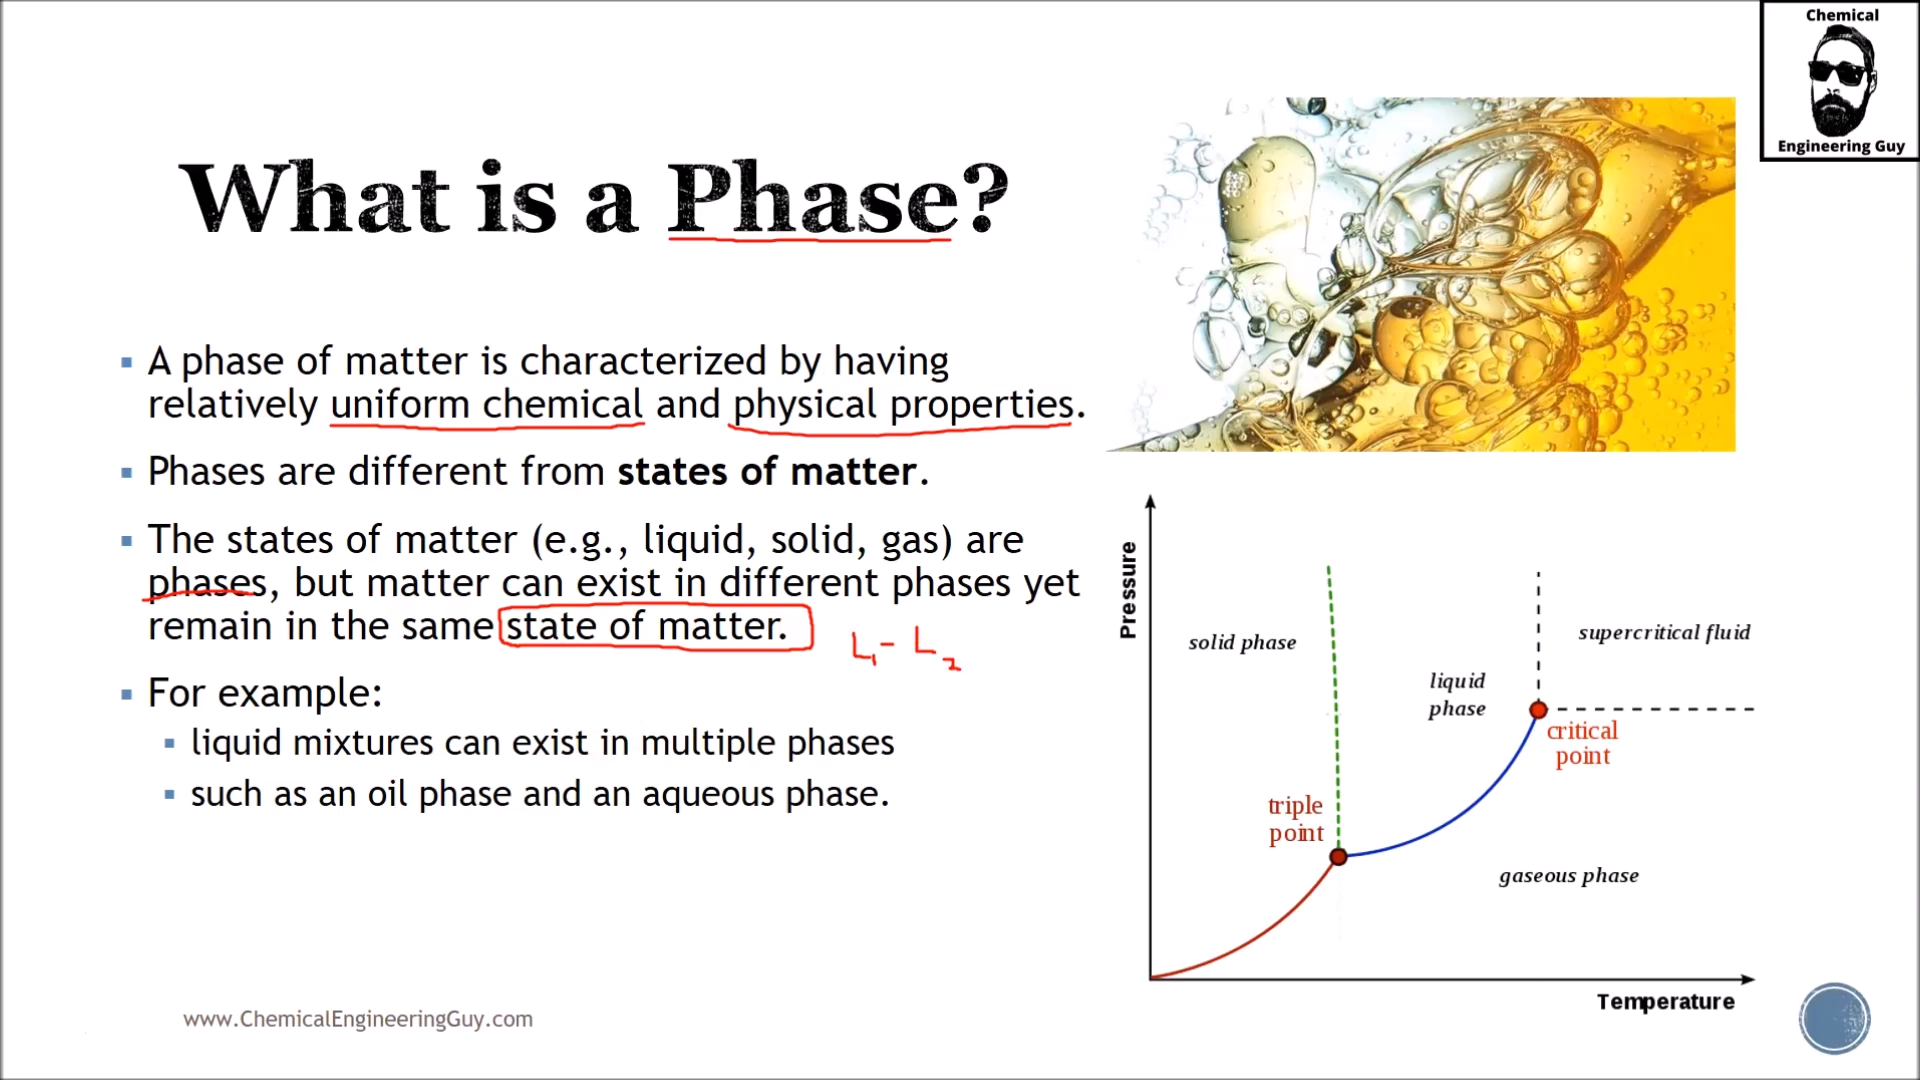 Chemical
Engineering Guy
What is a Phase?
▪ A phase of matter is characterized by having
relatively uniform chemical and physical properties.
▪ Phases are different from states of matter.
▪ The states of matter (e.g., liquid, solid, gas) are
phases, but matter can exist in different phases yet
remain in the same state of matter.
L₁ - L₂
▪ For example:
▪ liquid mixtures can exist in multiple phases
▪ such as an oil phase and an aqueous phase.
Pressure
solid phase
liquid
phase
supercritical fluid
critical
point
triple
point
gaseous phase
Temperature
www.ChemicalEngineeringGuy.com